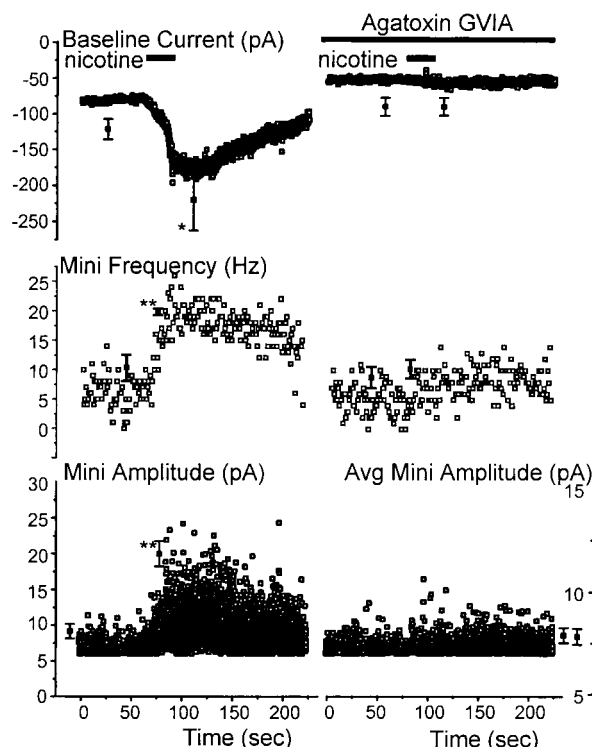 Agatoxin GVIA
Baseline Current (pA)
nicotine
nicotine
0
-50
-100
-150
-200
-250
*
Mini Frequency (Hz)
25
20
15
10
5
0
**
Mini Amplitude (pA)
Avg Mini Amplitude (pA)
30
25
20
15
10
5
0
**
15
10
5
0 50 100 150 200
0 50 100 150 200
Time (sec)
Time (sec)